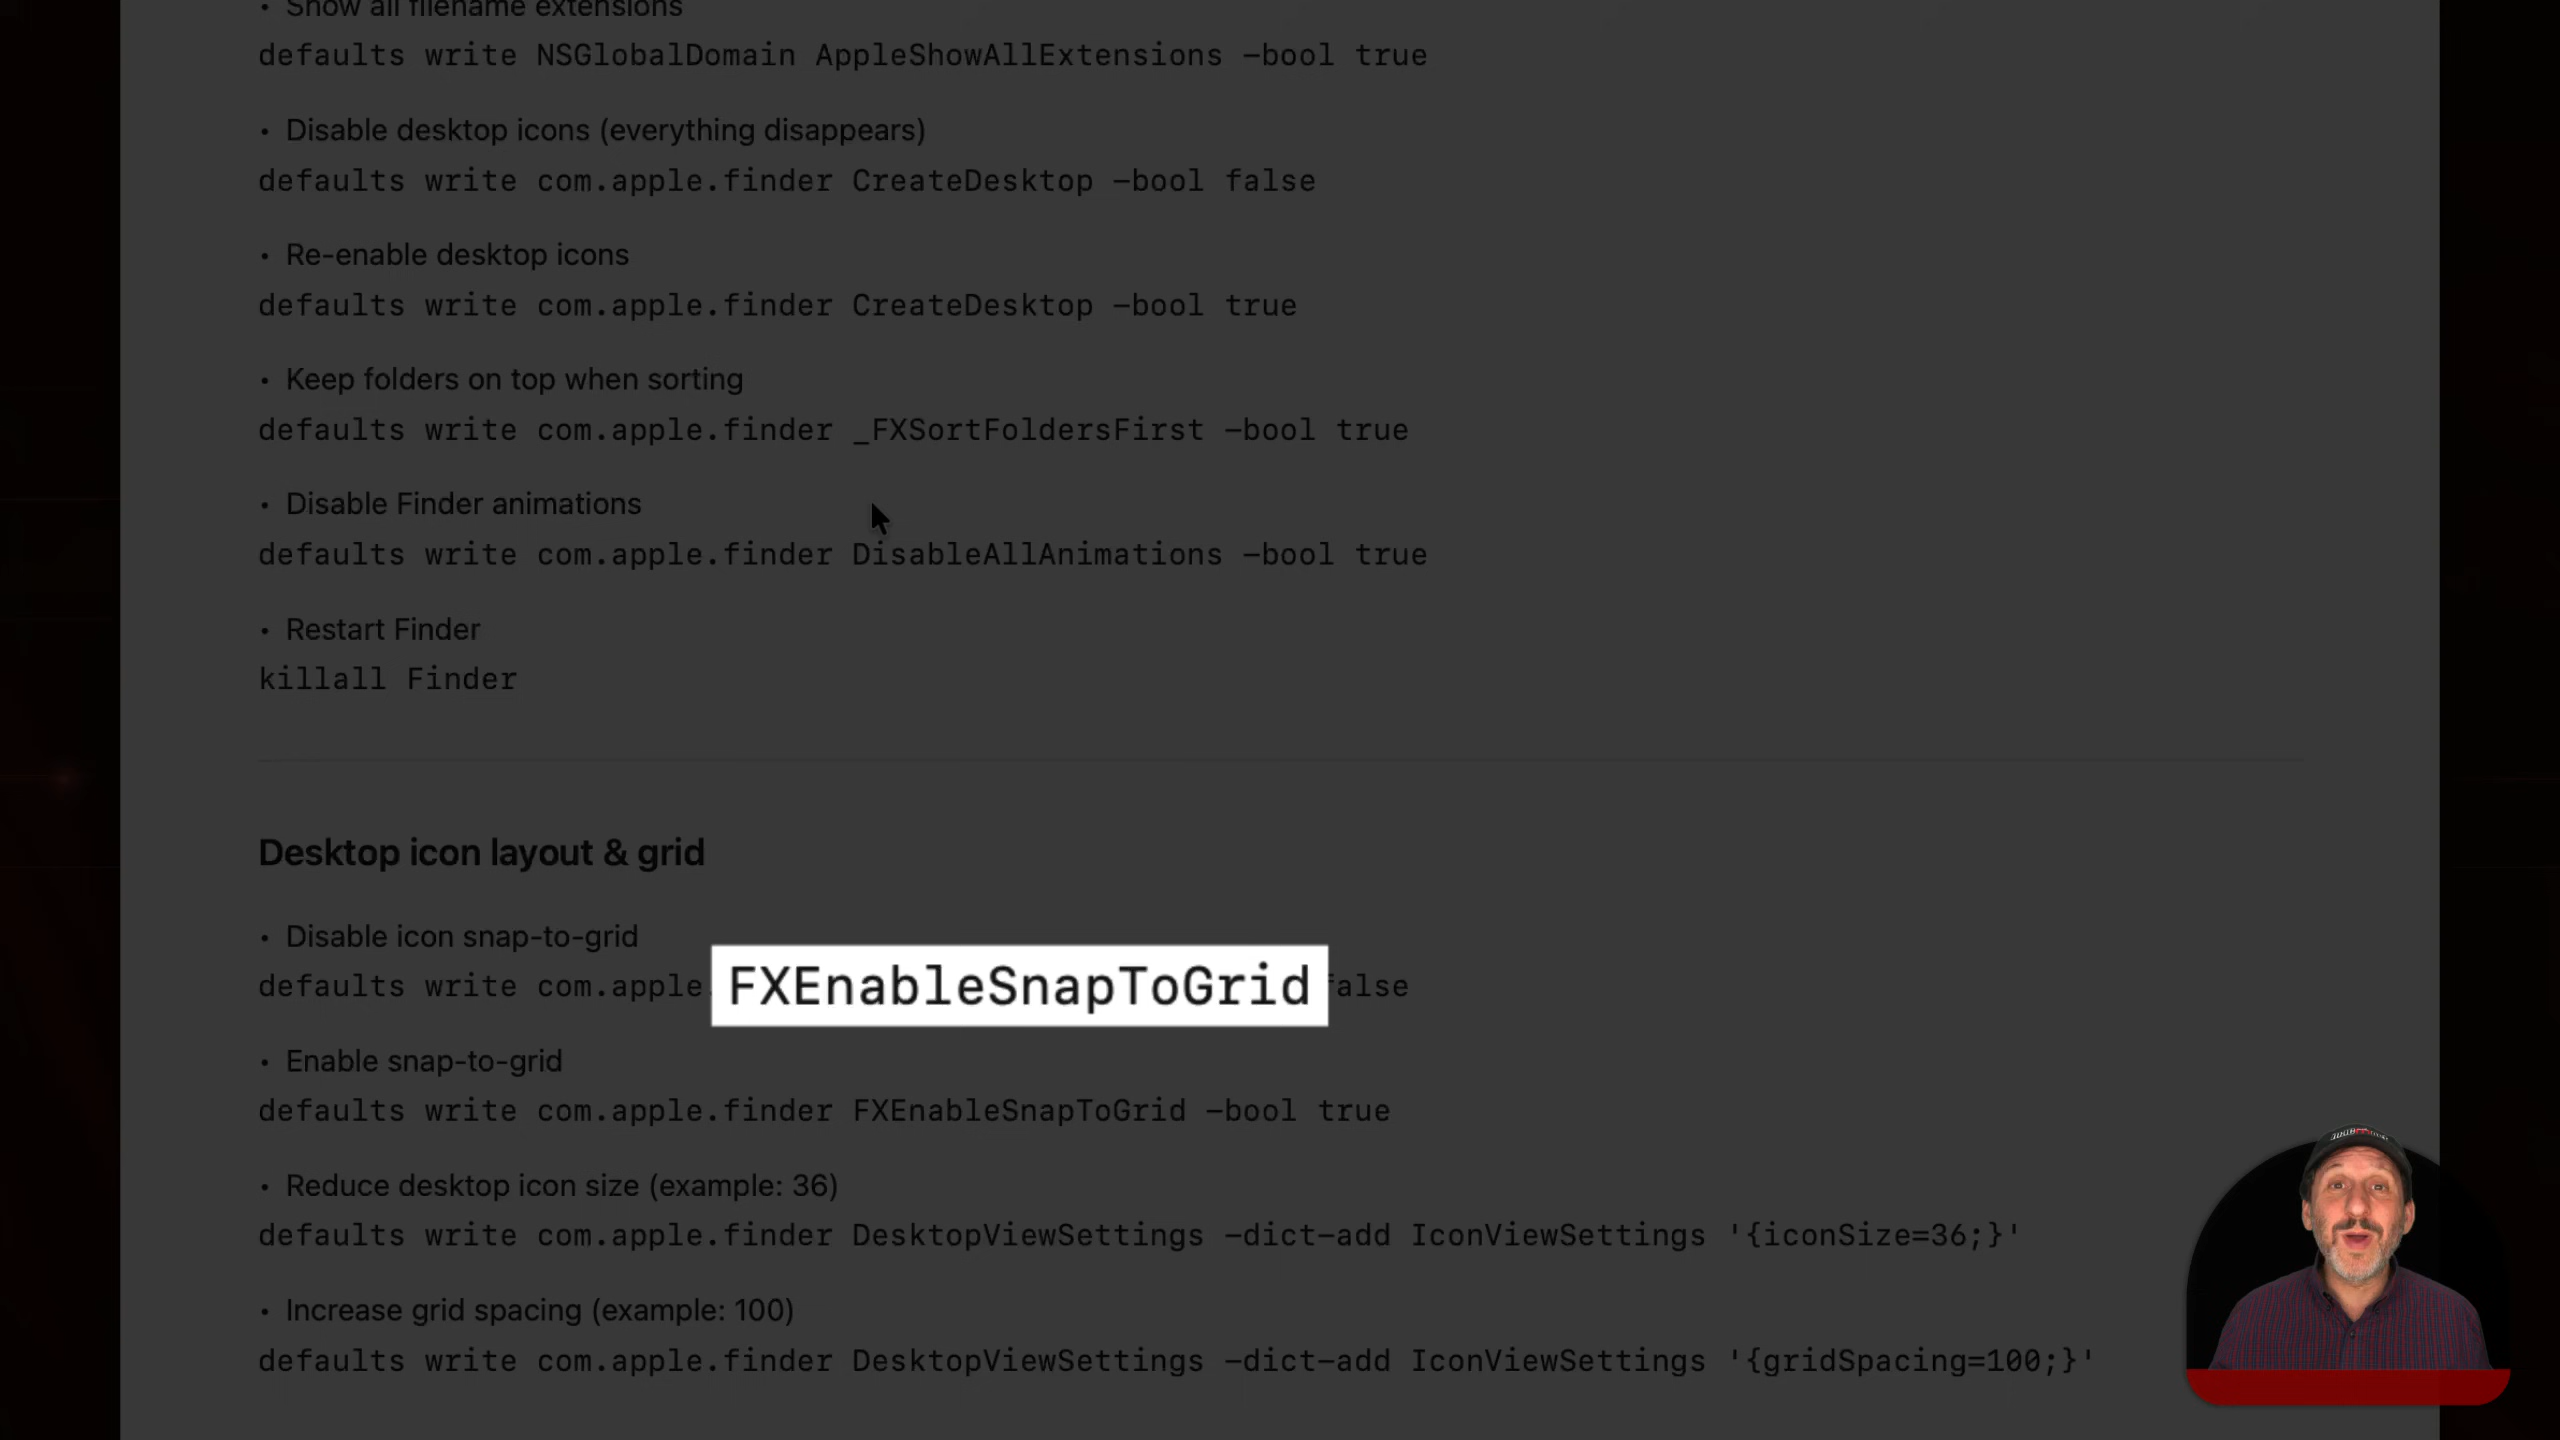 • Show all filename extensions
defaults write NSGlobalDomain AppleShowAllExtensions -bool true
• Disable desktop icons (everything disappears)
defaults write com.apple.finder CreateDesktop -bool false
• Re-enable desktop icons
defaults write com.apple.finder CreateDesktop -bool true
• Keep folders on top when sorting
defaults write com.apple.finder _FXSortFoldersFirst -bool true
• Disable Finder animations
defaults write com.apple.finder DisableAllAnimations -bool true
• Restart Finder
killall Finder
Desktop icon layout & grid
• Disable icon snap-to-grid
defaults write com.apple. FXEnableSnapToGrid false
• Enable snap-to-grid
defaults write com.apple.finder FXEnableSnapToGrid -bool true
• Reduce desktop icon size (example: 36)
defaults write com.apple.finder DesktopViewSettings -dict-add IconViewSettings '{iconSize=36;}'
• Increase grid spacing (example: 100)
defaults write com.apple.finder DesktopViewSettings -dict-add IconViewSettings '{gridSpacing=100;}'